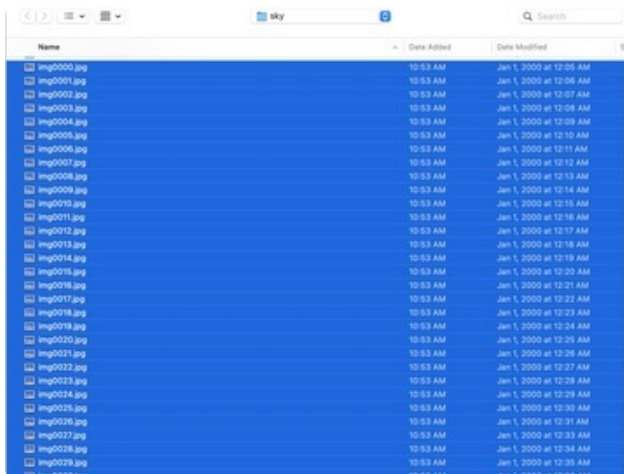 sky
Search
Name Date Added Date Modified S
img0000.jpg 10:53 AM Jan 1, 2000 at 12:05 AM
img0001.jpg 10:53 AM Jan 1, 2000 at 12:06 AM
img0002.jpg 10:53 AM Jan 1, 2000 at 12:07 AM
img0003.jpg 10:53 AM Jan 1, 2000 at 12:08 AM
img0004.jpg 10:53 AM Jan 1, 2000 at 12:09 AM
img0005.jpg 10:53 AM Jan 1, 2000 at 12:10 AM
img0006.jpg 10:53 AM Jan 1, 2000 at 12:11 AM
img0007.jpg 10:53 AM Jan 1, 2000 at 12:12 AM
img0008.jpg 10:53 AM Jan 1, 2000 at 12:13 AM
img0009.jpg 10:53 AM Jan 1, 2000 at 12:14 AM
img0010.jpg 10:53 AM Jan 1, 2000 at 12:15 AM
img0011.jpg 10:53 AM Jan 1, 2000 at 12:16 AM
img0012.jpg 10:53 AM Jan 1, 2000 at 12:17 AM
img0013.jpg 10:53 AM Jan 1, 2000 at 12:18 AM
img0014.jpg 10:53 AM Jan 1, 2000 at 12:19 AM
img0015.jpg 10:53 AM Jan 1, 2000 at 12:20 AM
img0016.jpg 10:53 AM Jan 1, 2000 at 12:21 AM
img0017.jpg 10:53 AM Jan 1, 2000 at 12:22 AM
img0018.jpg 10:53 AM Jan 1, 2000 at 12:23 AM
img0019.jpg 10:53 AM Jan 1, 2000 at 12:24 AM
img0020.jpg 10:53 AM Jan 1, 2000 at 12:25 AM
img0021.jpg 10:53 AM Jan 1, 2000 at 12:26 AM
img0022.jpg 10:53 AM Jan 1, 2000 at 12:27 AM
img0023.jpg 10:53 AM Jan 1, 2000 at 12:28 AM
img0024.jpg 10:53 AM Jan 1, 2000 at 12:29 AM
img0025.jpg 10:53 AM Jan 1, 2000 at 12:30 AM
img0026.jpg 10:53 AM Jan 1, 2000 at 12:31 AM
img0027.jpg 10:53 AM Jan 1, 2000 at 12:33 AM
img0028.jpg 10:53 AM Jan 1, 2000 at 12:34 AM
img0029.jpg 10:53 AM Jan 1, 2000 at 12:35 AM